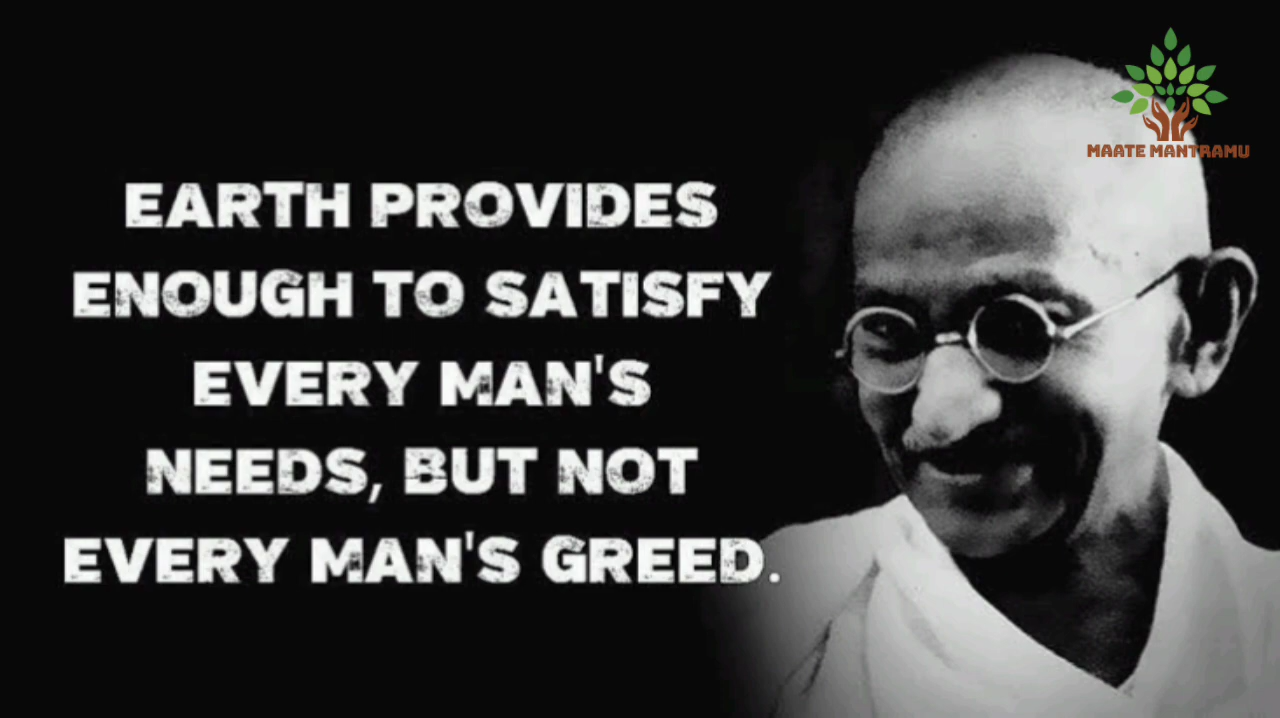 MAATE MANTRAMU
EARTH PROVIDES
ENOUGH TO SATISFY
EVERY MAN'S
NEEDS, BUT NOT
EVERY MAN'S GREED.